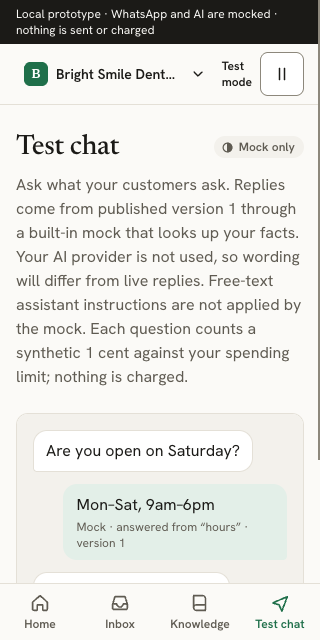 Local prototype · WhatsApp and AI are mocked ·
nothing is sent or charged
B Bright Smile Dent… Test mode
Test chat
Mock only
Ask what your customers ask. Replies
come from published version 1 through
a built-in mock that looks up your facts.
Your AI provider is not used, so wording
will differ from live replies. Free-text
assistant instructions are not applied by
the mock. Each question counts a
synthetic 1 cent against your spending
limit; nothing is charged.
Are you open on Saturday?
Mon–Sat, 9am–6pm
Mock · answered from “hours” ·
version 1
Home Inbox Knowledge Test chat